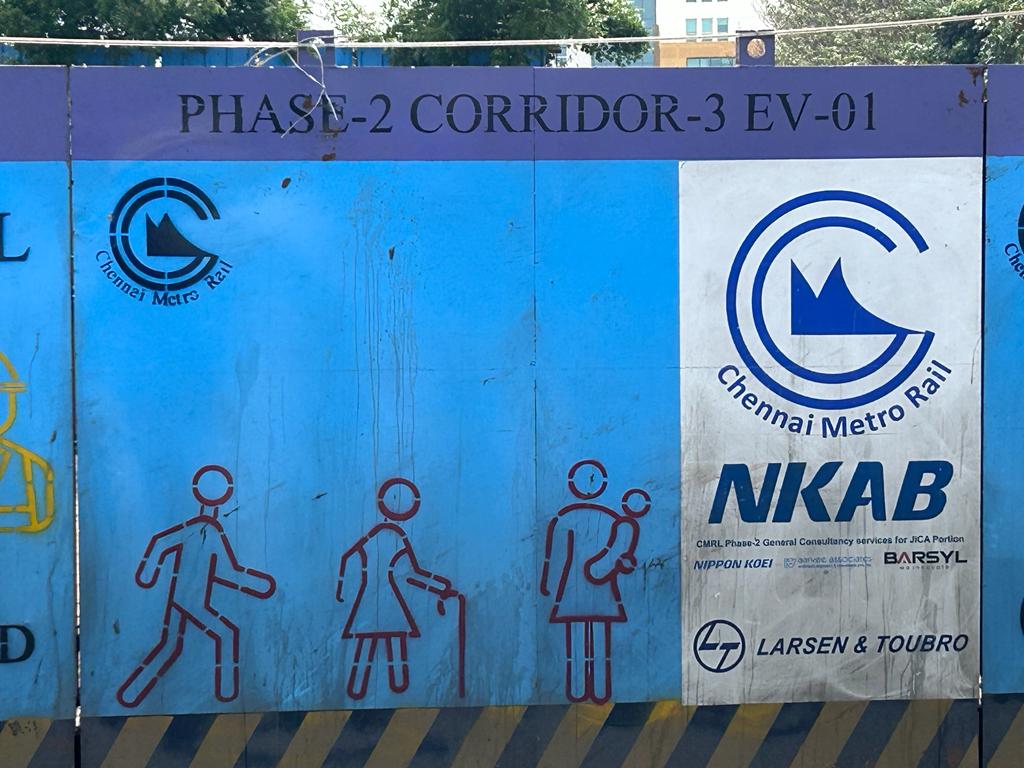 PHASE-2 CORRIDOR-3 EV-01
L
Chennai Metro Rail
Chennai Metro Rail
NKAB
CMRL Phase-2 General Consultancy services for JICA Portion
NIPPON KOEI
BARSYL
LT LARSEN & TOUBRO
D